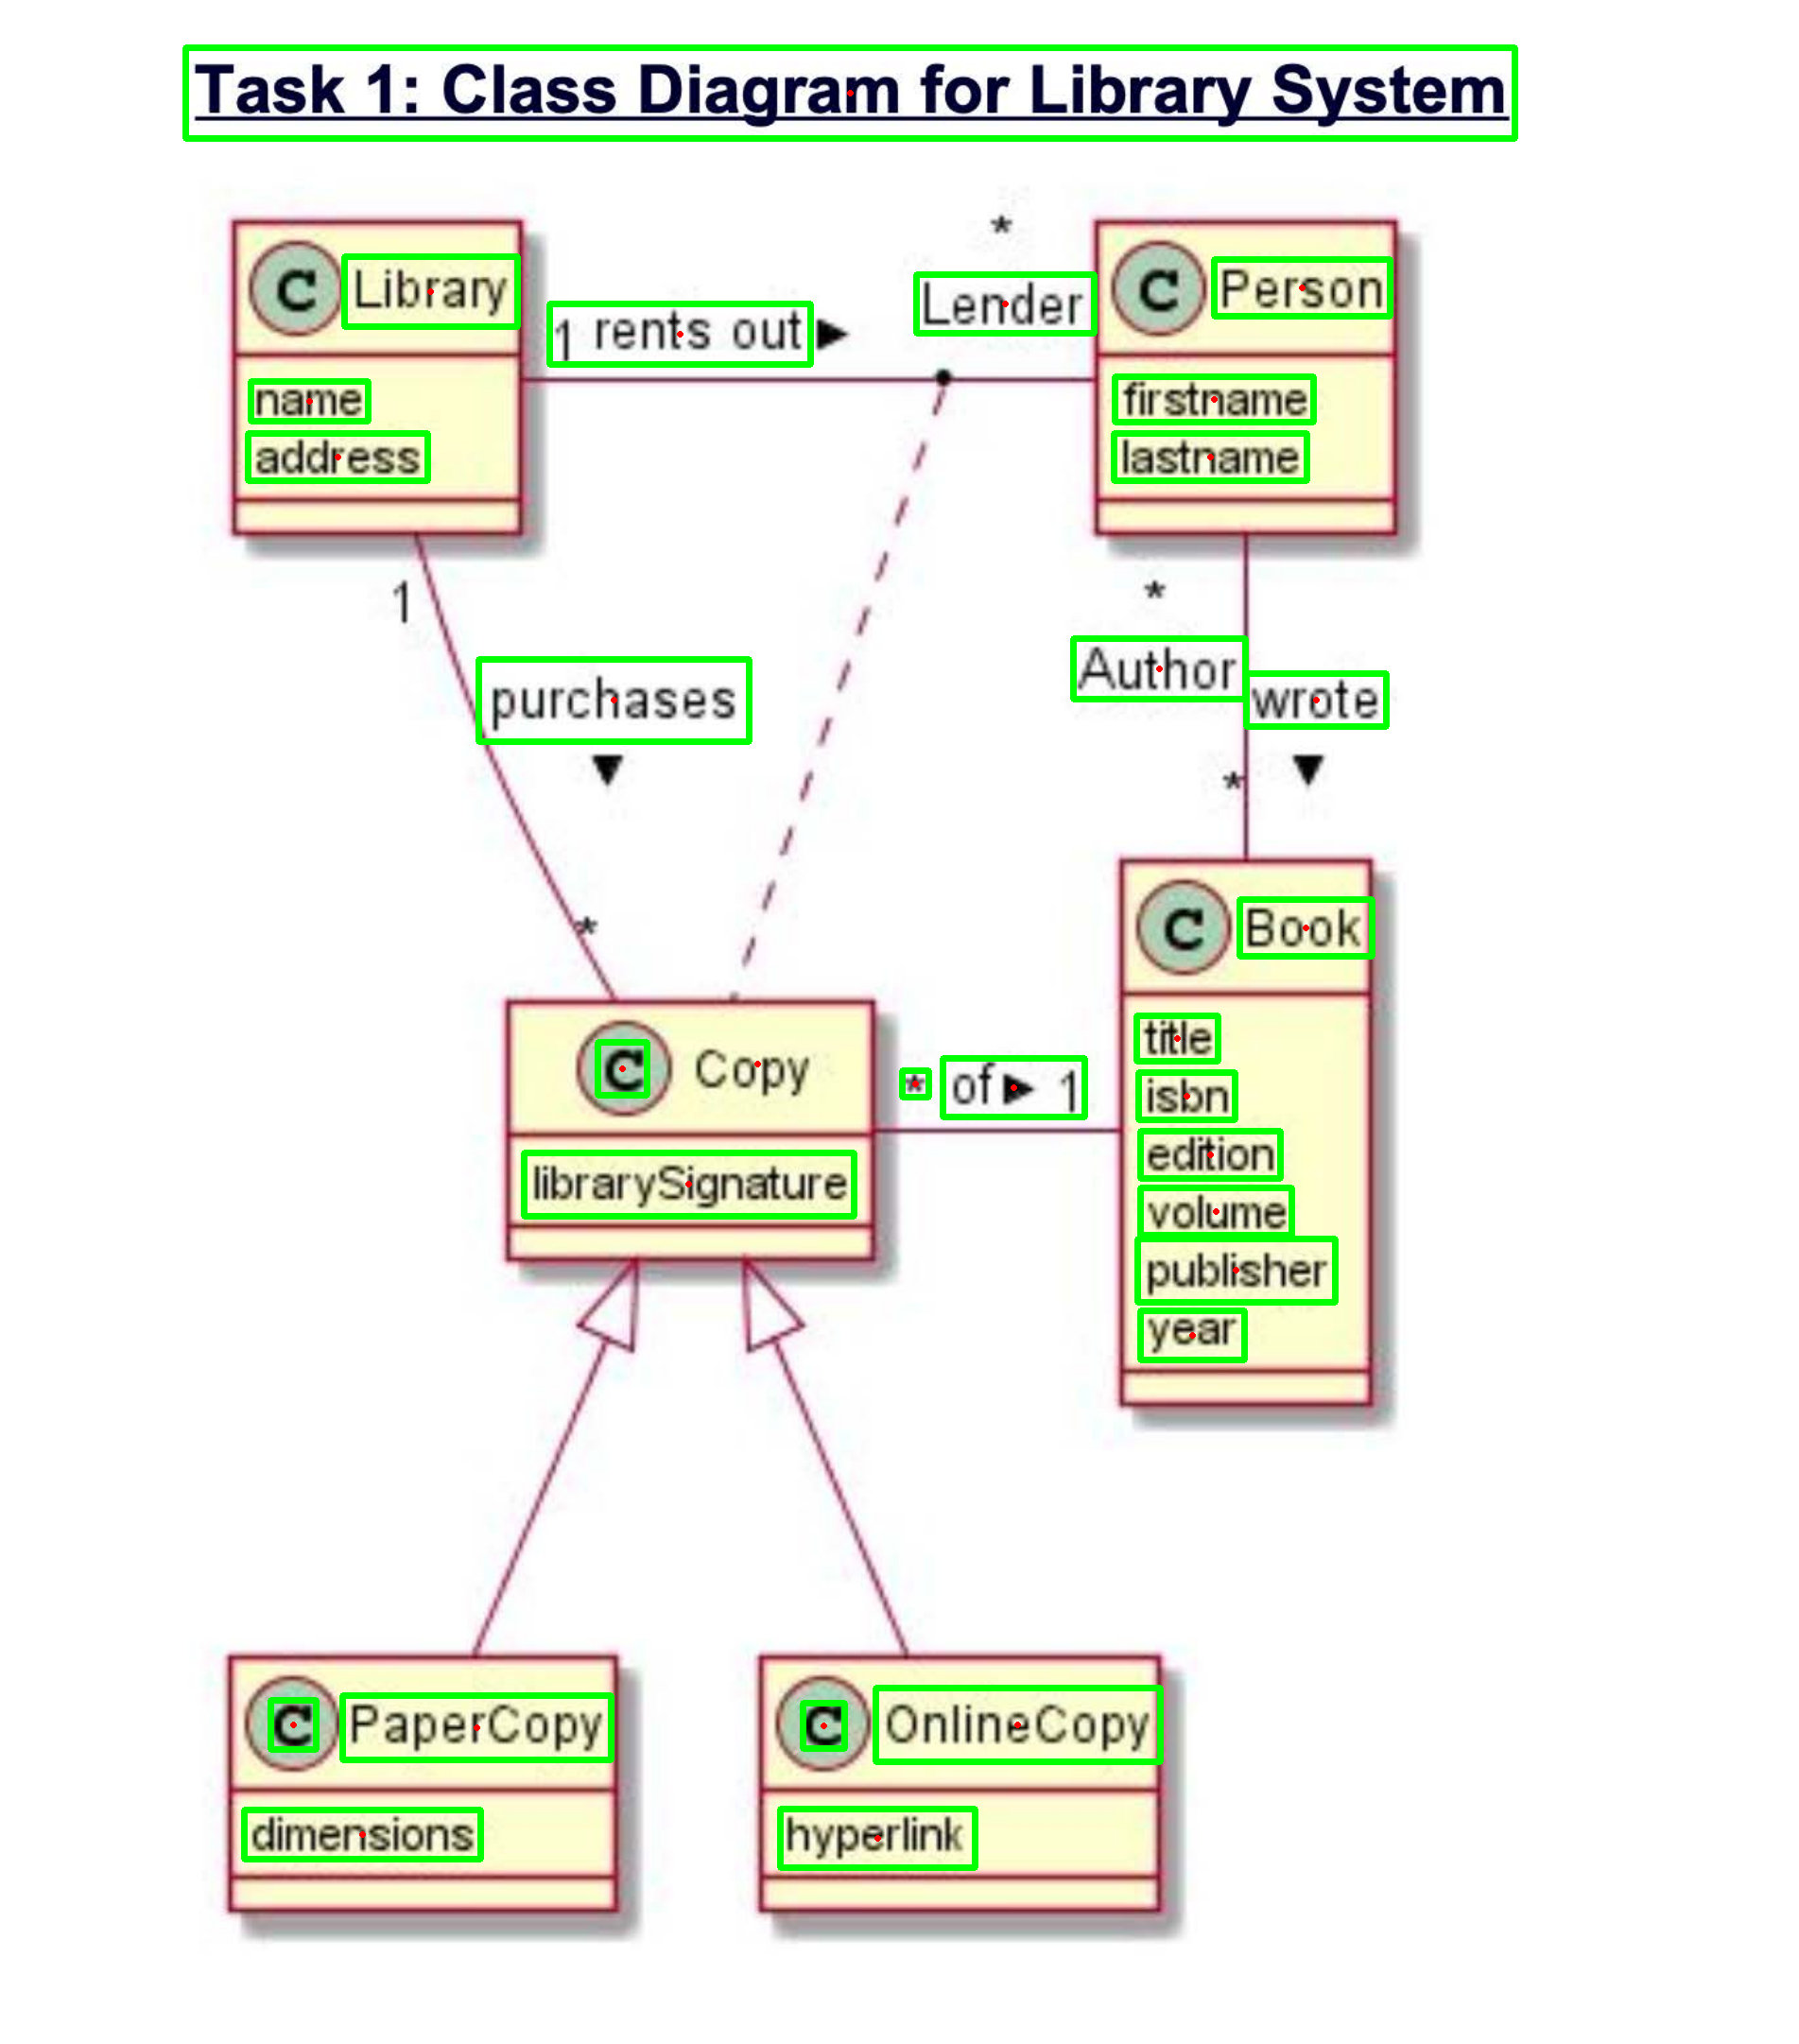 Task 1: Class Diagram for Library System
*
C Library
1 rents out ▶
Lender
C Person
name
address
firstname
lastname
1
*
purchases
▼
Author
wrote
*
▼
*
C Book
C Copy
* of ▶ 1
librarySignature
title
isbn
edition
volume
publisher
year
C PaperCopy
C OnlineCopy
dimensions
hyperlink